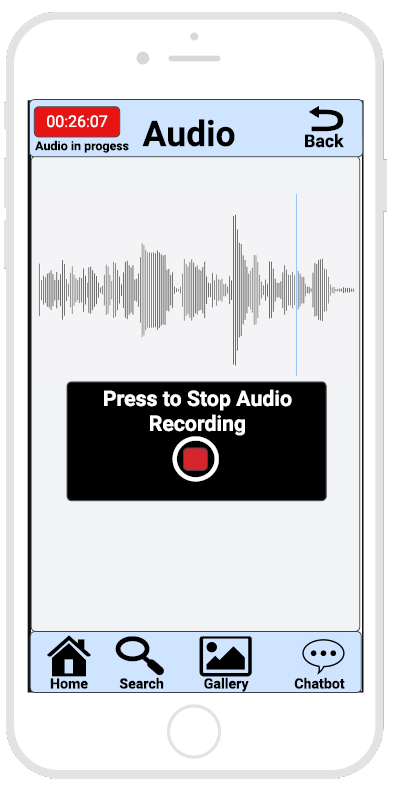 00:26:07
Audio in progess
Audio
Back
Press to Stop Audio
Recording
Home
Search
Gallery
Chatbot